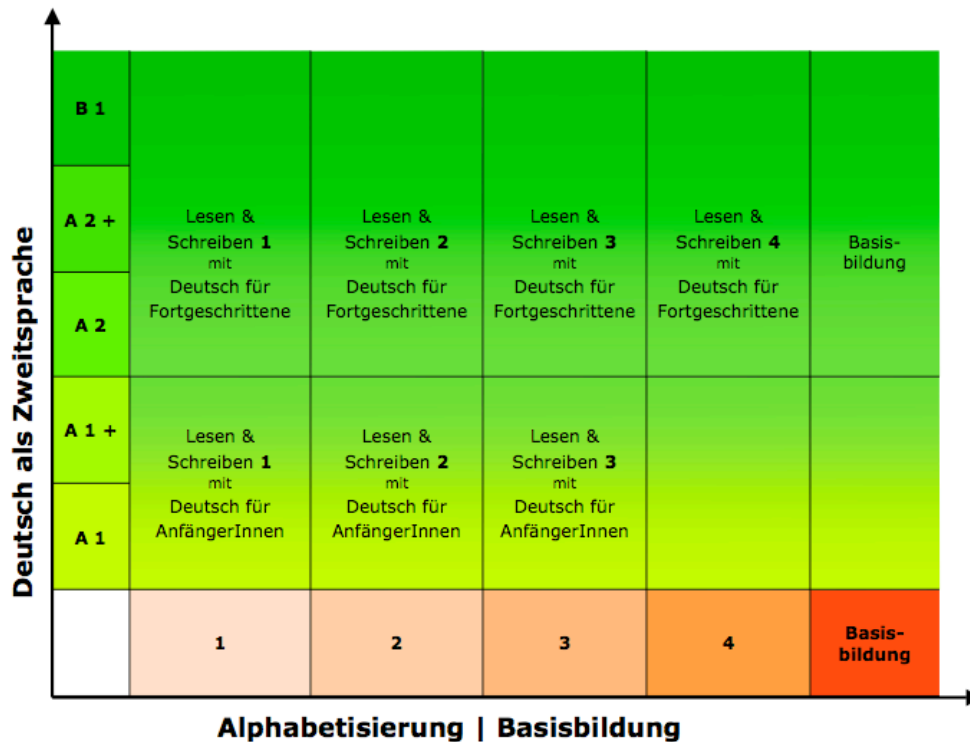 B 1
A 2 +
A 2
A 1 +
A 1
Deutsch als Zweitsprache
Lesen &
Schreiben 1
mit
Deutsch für
Fortgeschrittene
Lesen &
Schreiben 2
mit
Deutsch für
Fortgeschrittene
Lesen &
Schreiben 3
mit
Deutsch für
Fortgeschrittene
Lesen &
Schreiben 4
mit
Deutsch für
Fortgeschrittene
Basis-
bildung
Lesen &
Schreiben 1
mit
Deutsch für
AnfängerInnen
Lesen &
Schreiben 2
mit
Deutsch für
AnfängerInnen
Lesen &
Schreiben 3
mit
Deutsch für
AnfängerInnen
1
2
3
4
Basis-
bildung
Alphabetisierung | Basisbildung